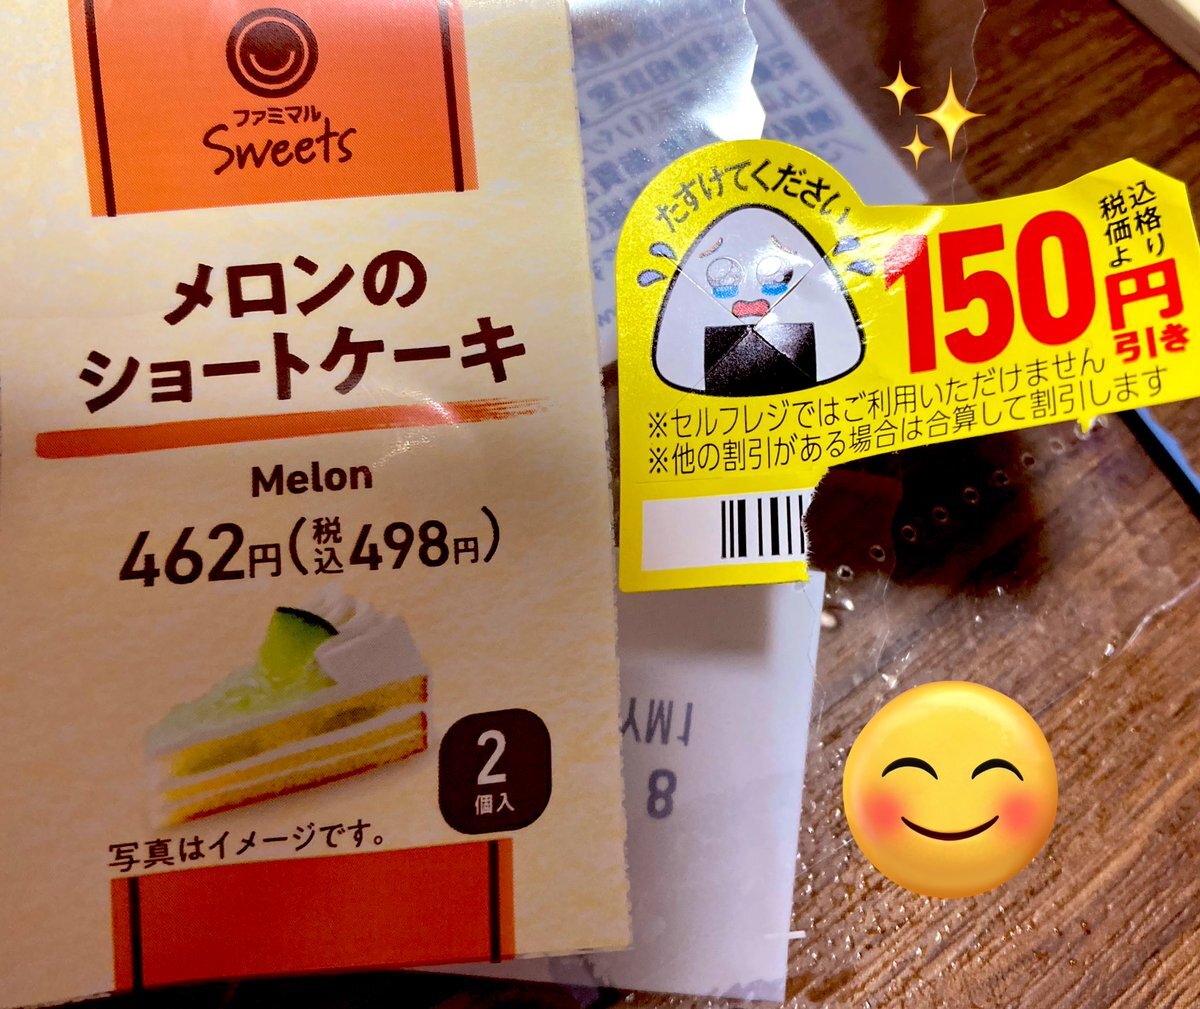 ファミマル
Sweets
メロンの
ショートケーキ
Melon
462円(税込498円)
2
個入
写真はイメージです。
たすけてください
150円引き
税込価格より
※セルフレジではご利用いただけません
※他の割引がある場合は合算して割引します